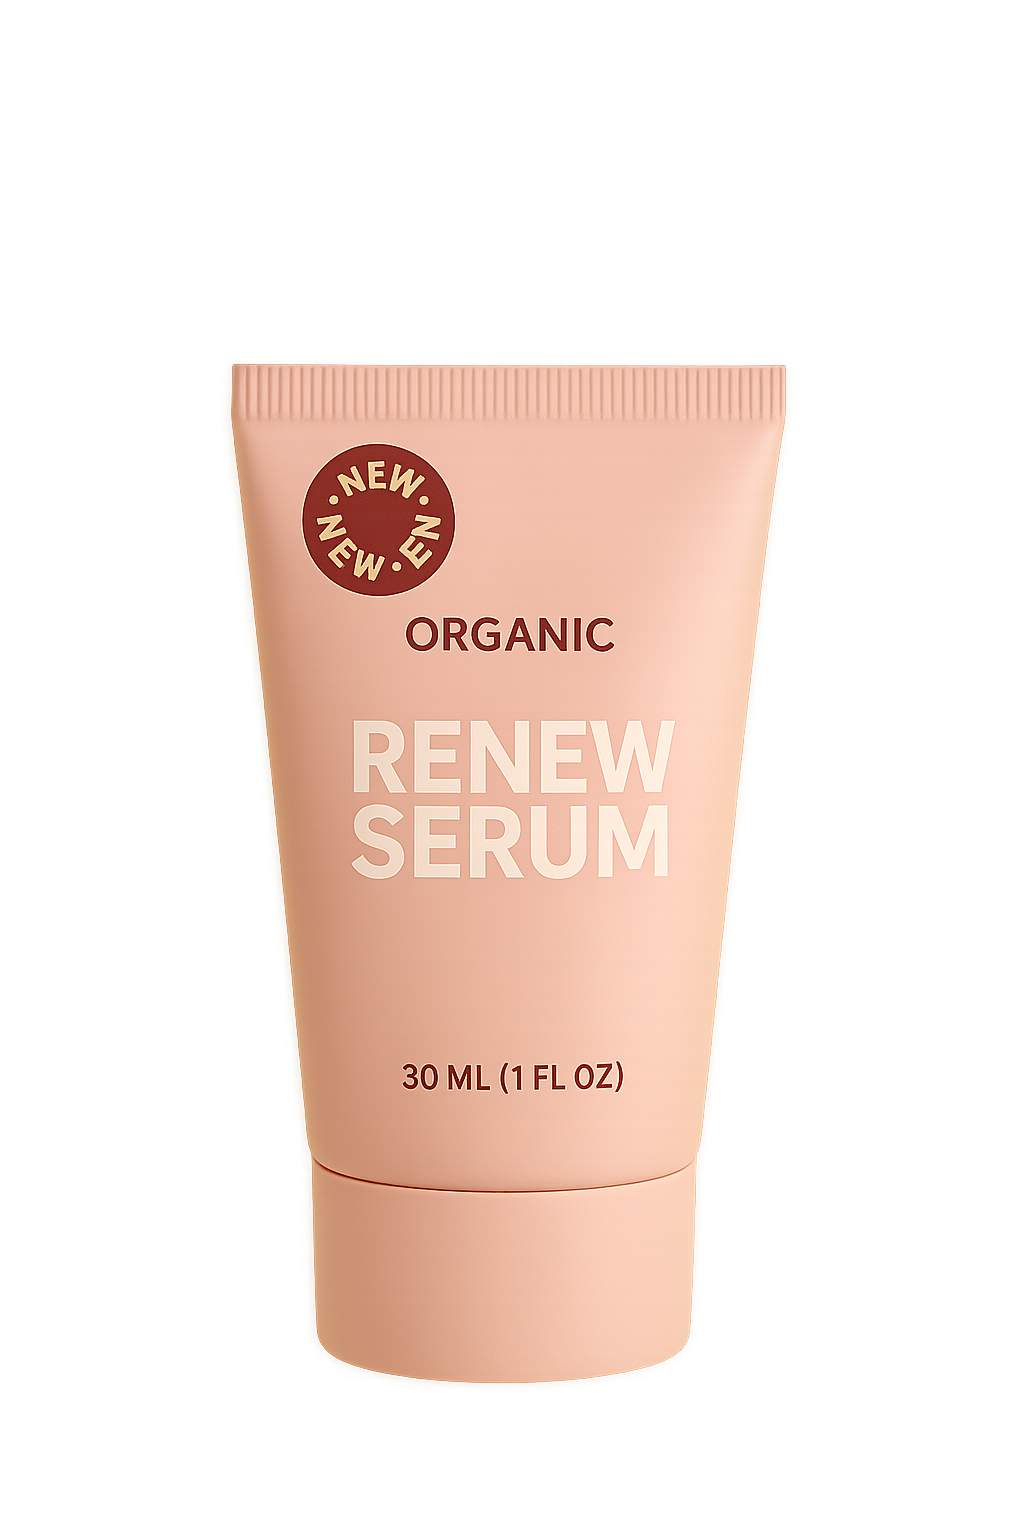 NEW • NEW • EN •
ORGANIC
RENEW
SERUM
30 ML (1 FL OZ)